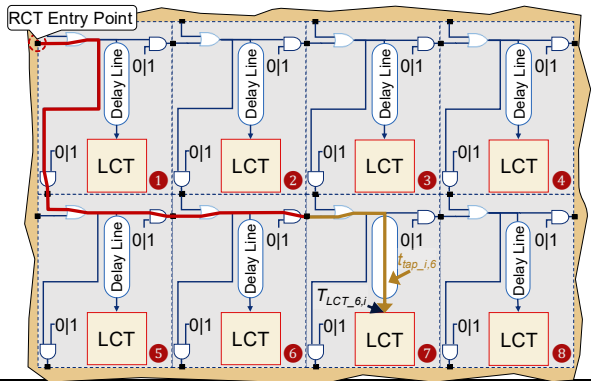 RCT Entry Point
0|1 0|1 0|1 0|1
Delay Line Delay Line Delay Line Delay Line
0|1 0|1 0|1 0|1
LCT LCT LCT LCT
1 2 3 4
0|1 0|1 0|1 0|1
Delay Line Delay Line Delay Line Delay Line
t_tap_i,6
T_LCT_6,i
0|1 0|1 0|1 0|1
LCT LCT LCT LCT
5 6 7 8